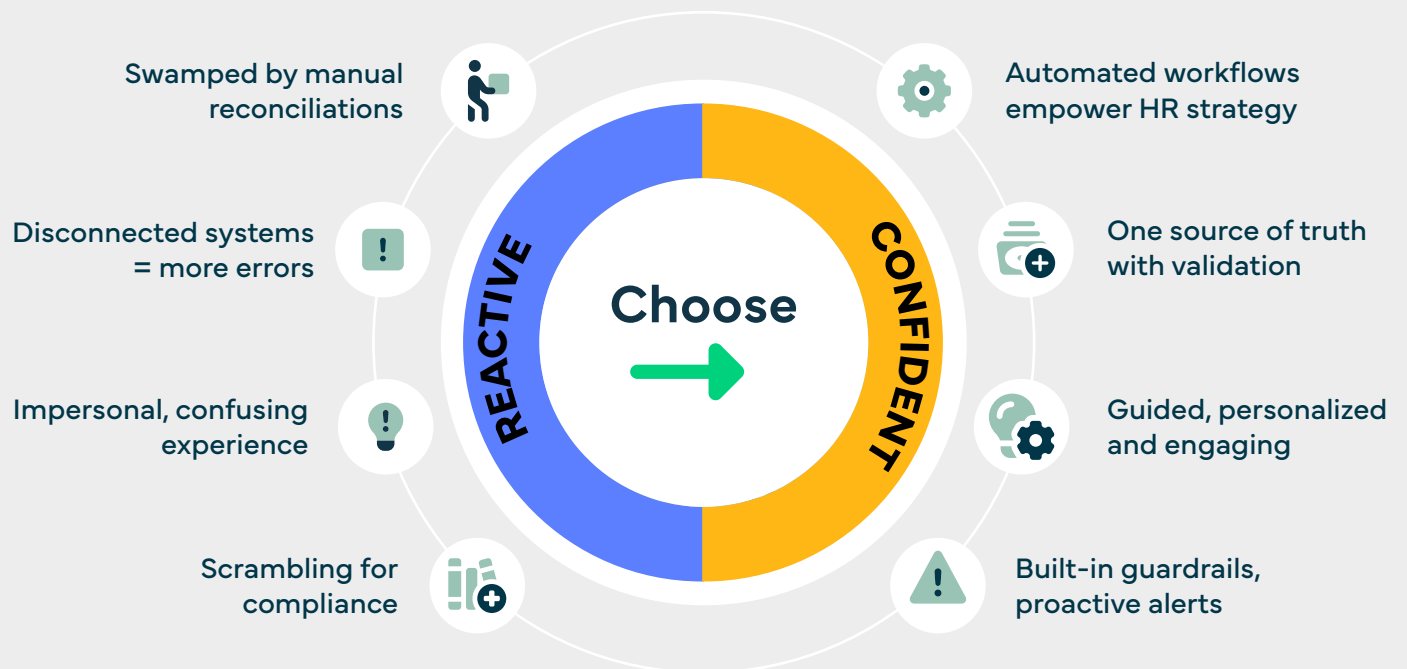 Swamped by manual
reconciliations
Disconnected systems
= more errors
Impersonal, confusing
experience
Scrambling for
compliance
REACTIVE
Choose
CONFIDENT
Automated workflows
empower HR strategy
One source of truth
with validation
Guided, personalized
and engaging
Built-in guardrails,
proactive alerts